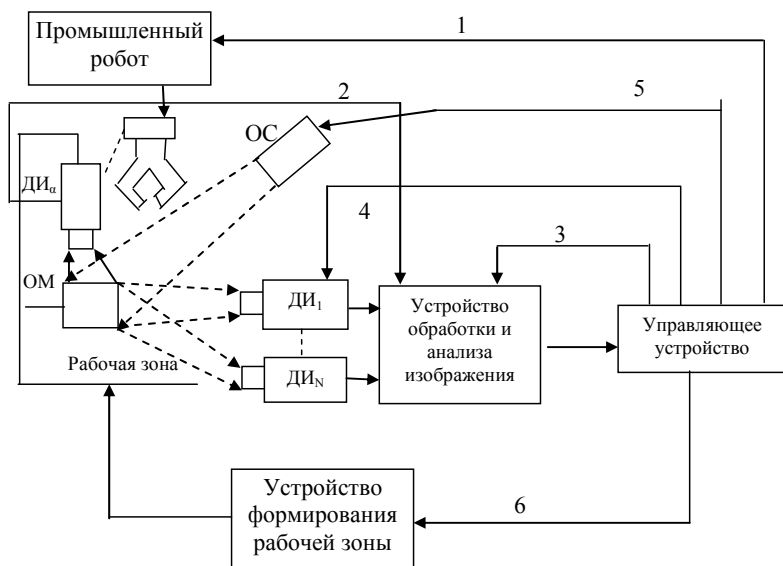 Промышленный
робот
1
2
5
ОС
ДИα
4
3
ОМ
ДИ1
Устройство
обработки и
анализа
изображения
Управляющее
устройство
Рабочая зона
ДИN
Устройство
формирования
рабочей зоны
6